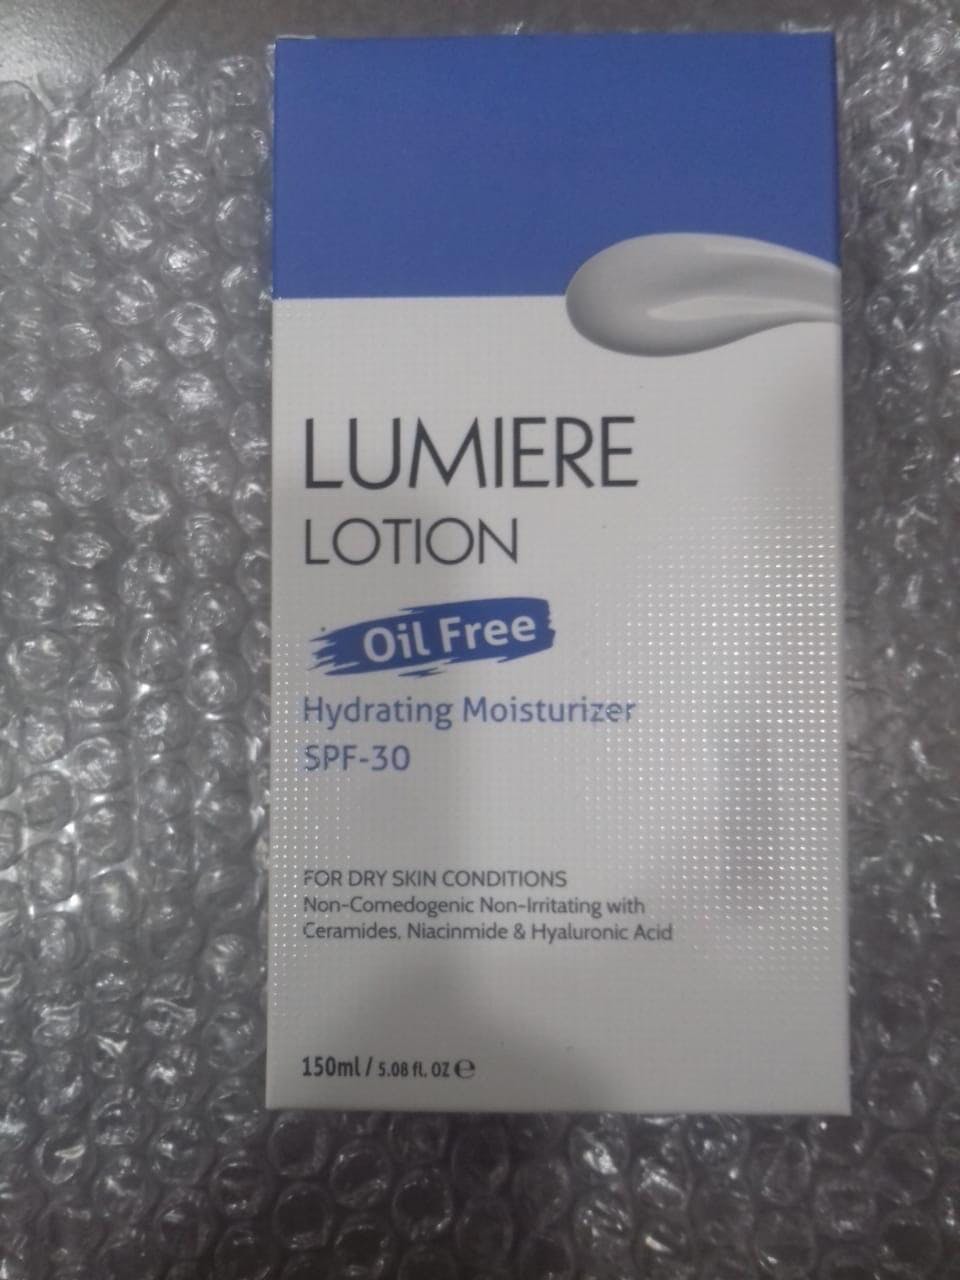 LUMIERE
LOTION
Oil Free
Hydrating Moisturizer
SPF-30
FOR DRY SKIN CONDITIONS
Non-Comedogenic Non-Irritating with
Ceramides, Niacinmide & Hyaluronic Acid
150ml / 5.08 fl. OZ ℮